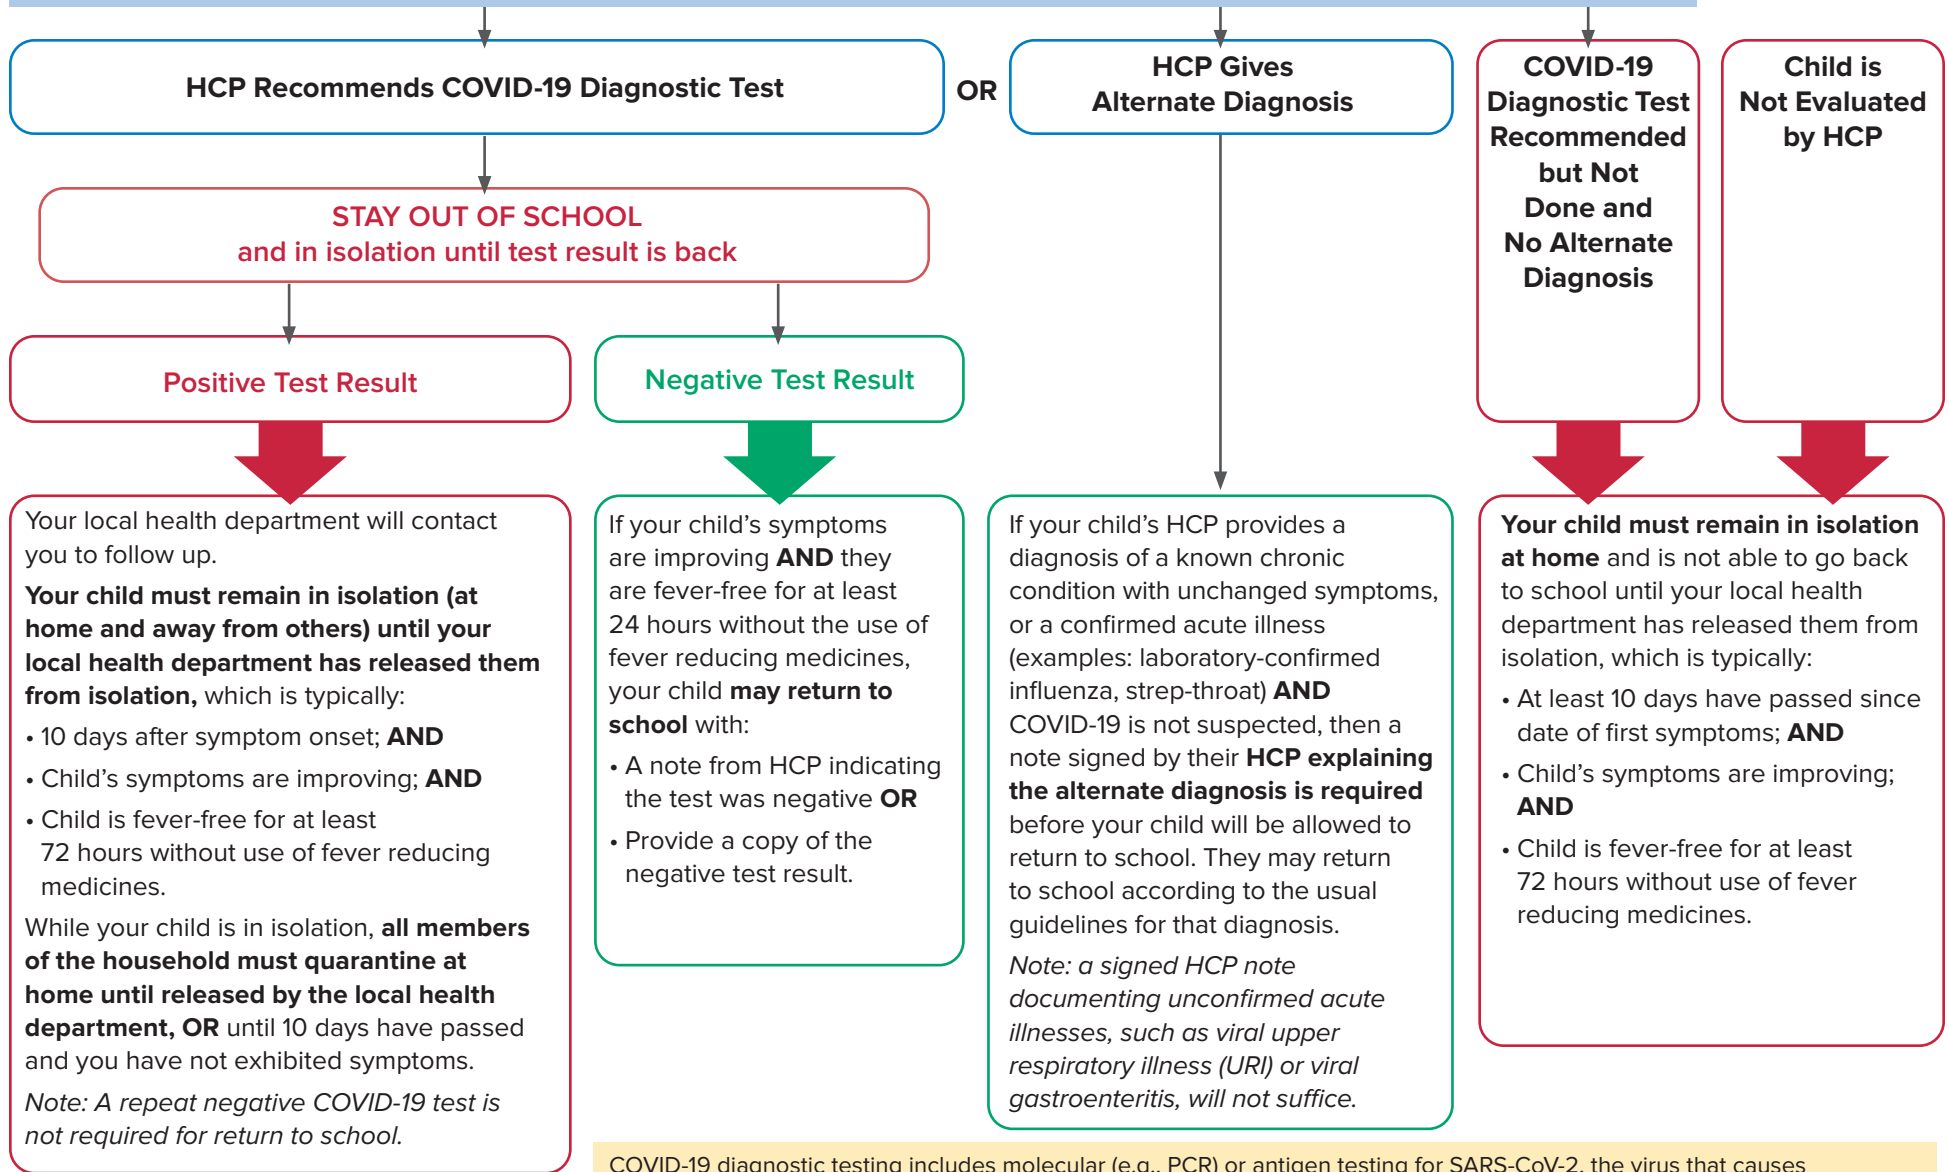 HCP Recommends COVID-19 Diagnostic Test
OR
HCP Gives
Alternate Diagnosis
COVID-19
Diagnostic Test
Recommended
but Not
Done and
No Alternate
Diagnosis
Child is
Not Evaluated
by HCP
STAY OUT OF SCHOOL
and in isolation until test result is back
Positive Test Result
Negative Test Result
Your local health department will contact
you to follow up.
Your child must remain in isolation (at
home and away from others) until your
local health department has released them
from isolation, which is typically:
• 10 days after symptom onset; AND
• Child's symptoms are improving; AND
• Child is fever-free for at least
72 hours without use of fever reducing
medicines.
While your child is in isolation, all members
of the household must quarantine at
home until released by the local health
department, OR until 10 days have passed
and you have not exhibited symptoms.
Note: A repeat negative COVID-19 test is
not required for return to school.
If your child's symptoms
are improving AND they
are fever-free for at least
24 hours without the use of
fever reducing medicines,
your child may return to
school with:
• A note from HCP indicating
the test was negative OR
• Provide a copy of the
negative test result.
If your child's HCP provides a
diagnosis of a known chronic
condition with unchanged symptoms,
or a confirmed acute illness
(examples: laboratory-confirmed
influenza, strep-throat) AND
COVID-19 is not suspected, then a
note signed by their HCP explaining
the alternate diagnosis is required
before your child will be allowed to
return to school. They may return
to school according to the usual
guidelines for that diagnosis.
Note: a signed HCP note
documenting unconfirmed acute
illnesses, such as viral upper
respiratory illness (URI) or viral
gastroenteritis, will not suffice.
Your child must remain in isolation
at home and is not able to go back
to school until your local health
department has released them from
isolation, which is typically:
• At least 10 days have passed since
date of first symptoms; AND
• Child's symptoms are improving;
AND
• Child is fever-free for at least
72 hours without use of fever
reducing medicines.
COVID-19 diagnostic testing includes molecular (e.g., PCR) or antigen testing for SARS-CoV-2, the virus that causes